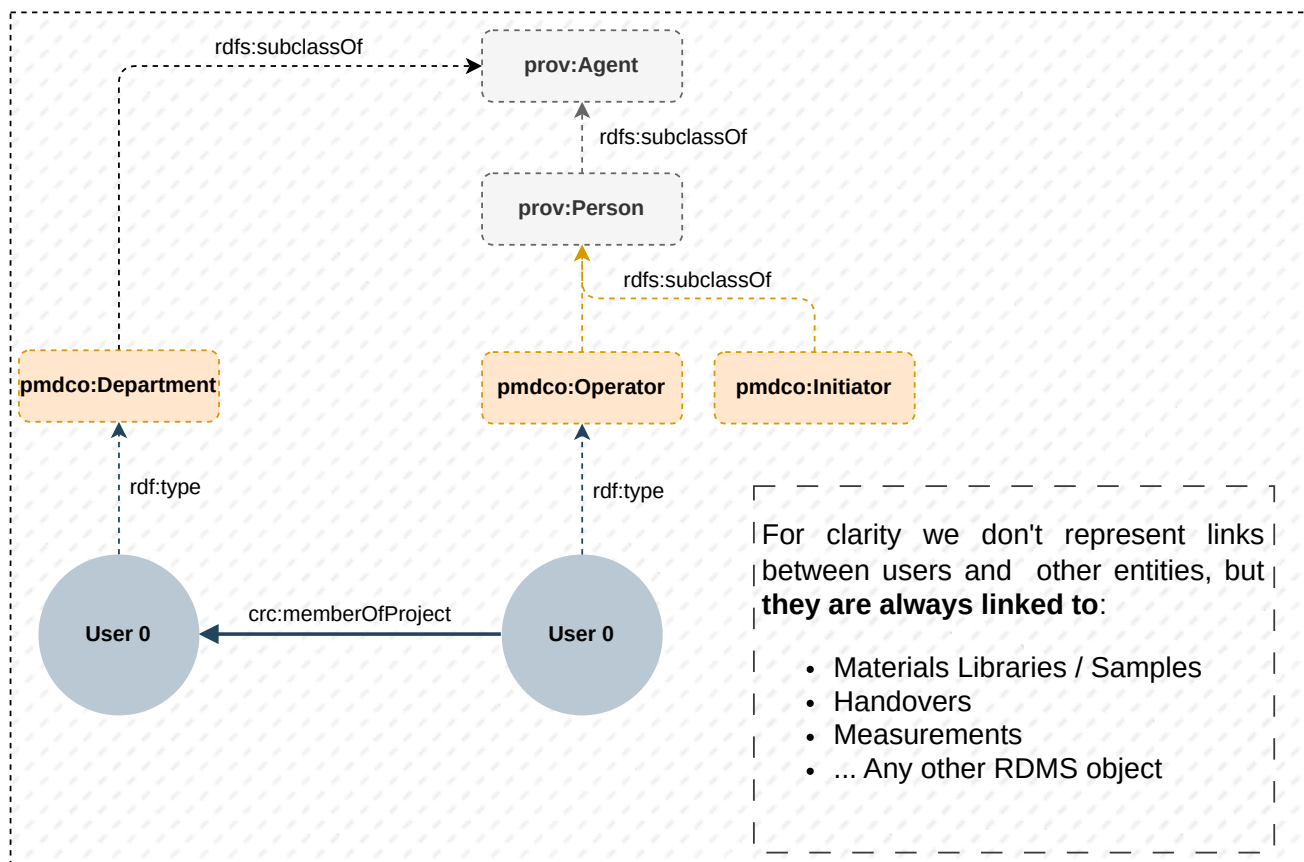 rdfs:subclassOf
prov:Agent
rdfs:subclassOf
prov:Person
rdfs:subclassOf
pmdco:Department
pmdco:Operator
pmdco:Initiator
rdf:type
rdf:type
User 0
crc:memberOfProject
User 0
For clarity we don't represent links
between users and other entities, but
they are always linked to:
• Materials Libraries / Samples
• Handovers
• Measurements
• ... Any other RDMS object